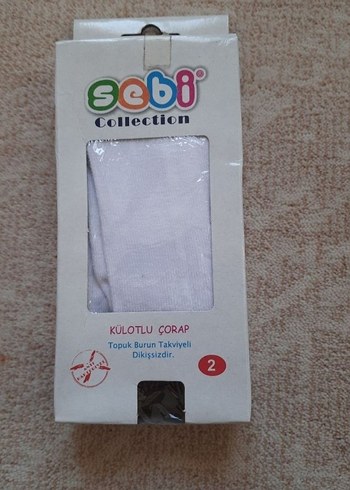 sebi®
Collection
KÜLOTLU ÇORAP
Topuk Burun Takviyeli
Dikişsizdir.
2